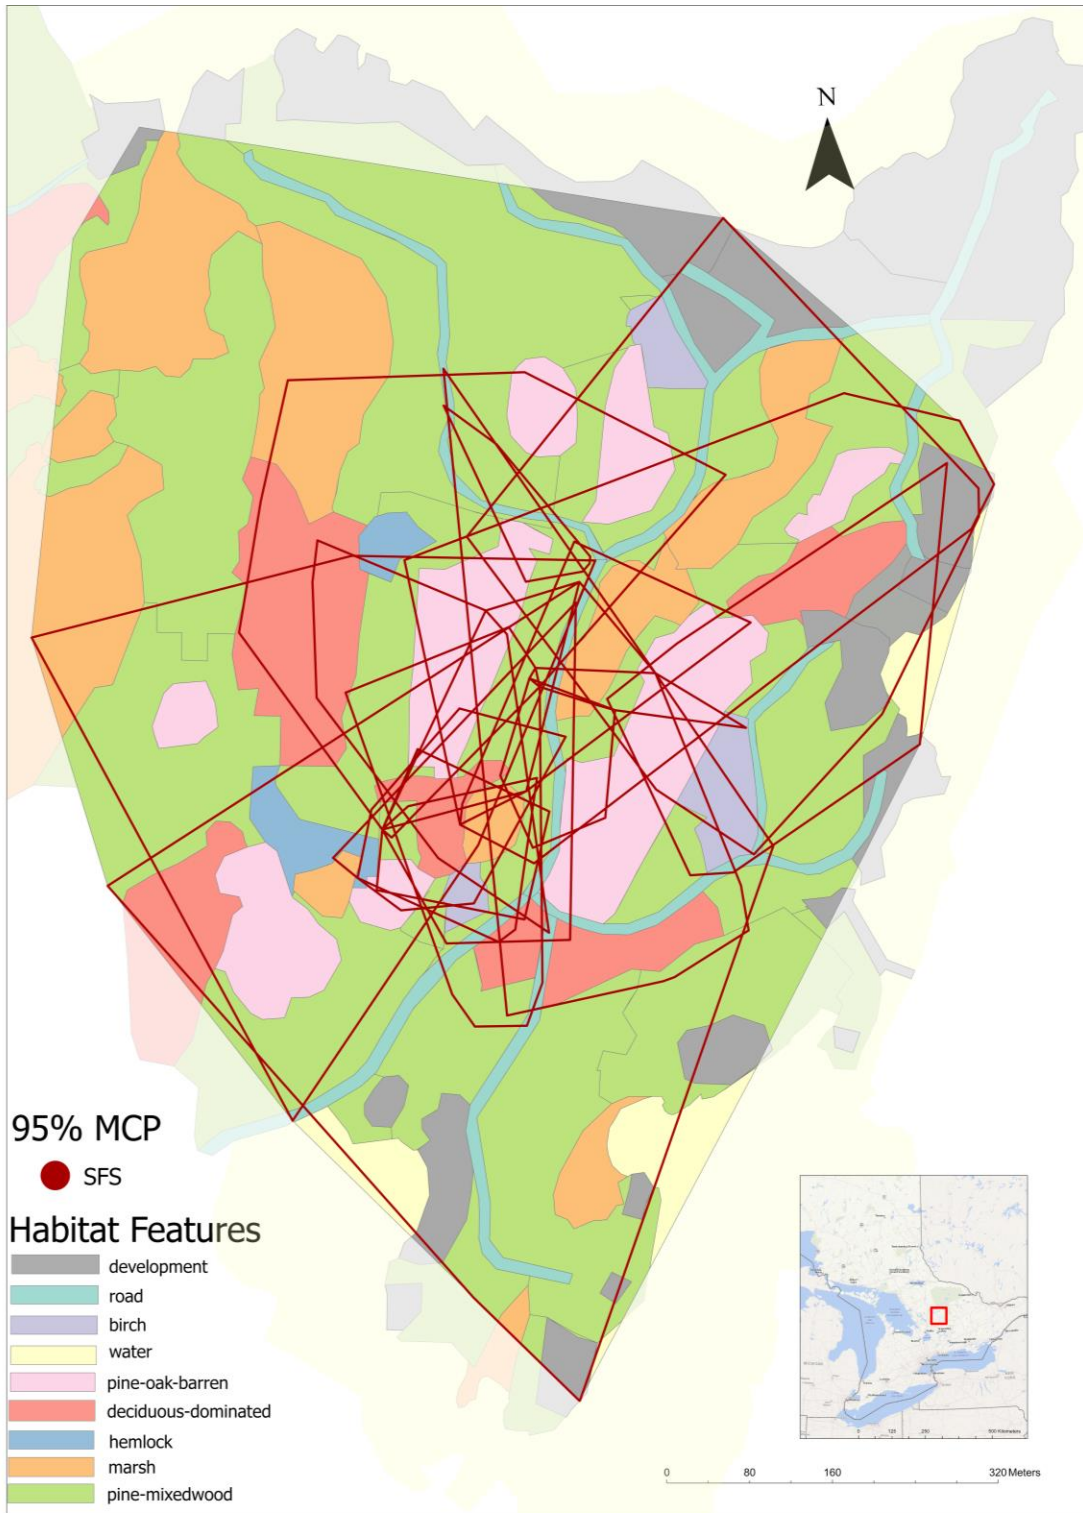 N
95% MCP
SFS
Habitat Features
development
road
birch
water
pine-oak-barren
deciduous-dominated
hemlock
marsh
pine-mixedwood
0 80 160 320 Meters